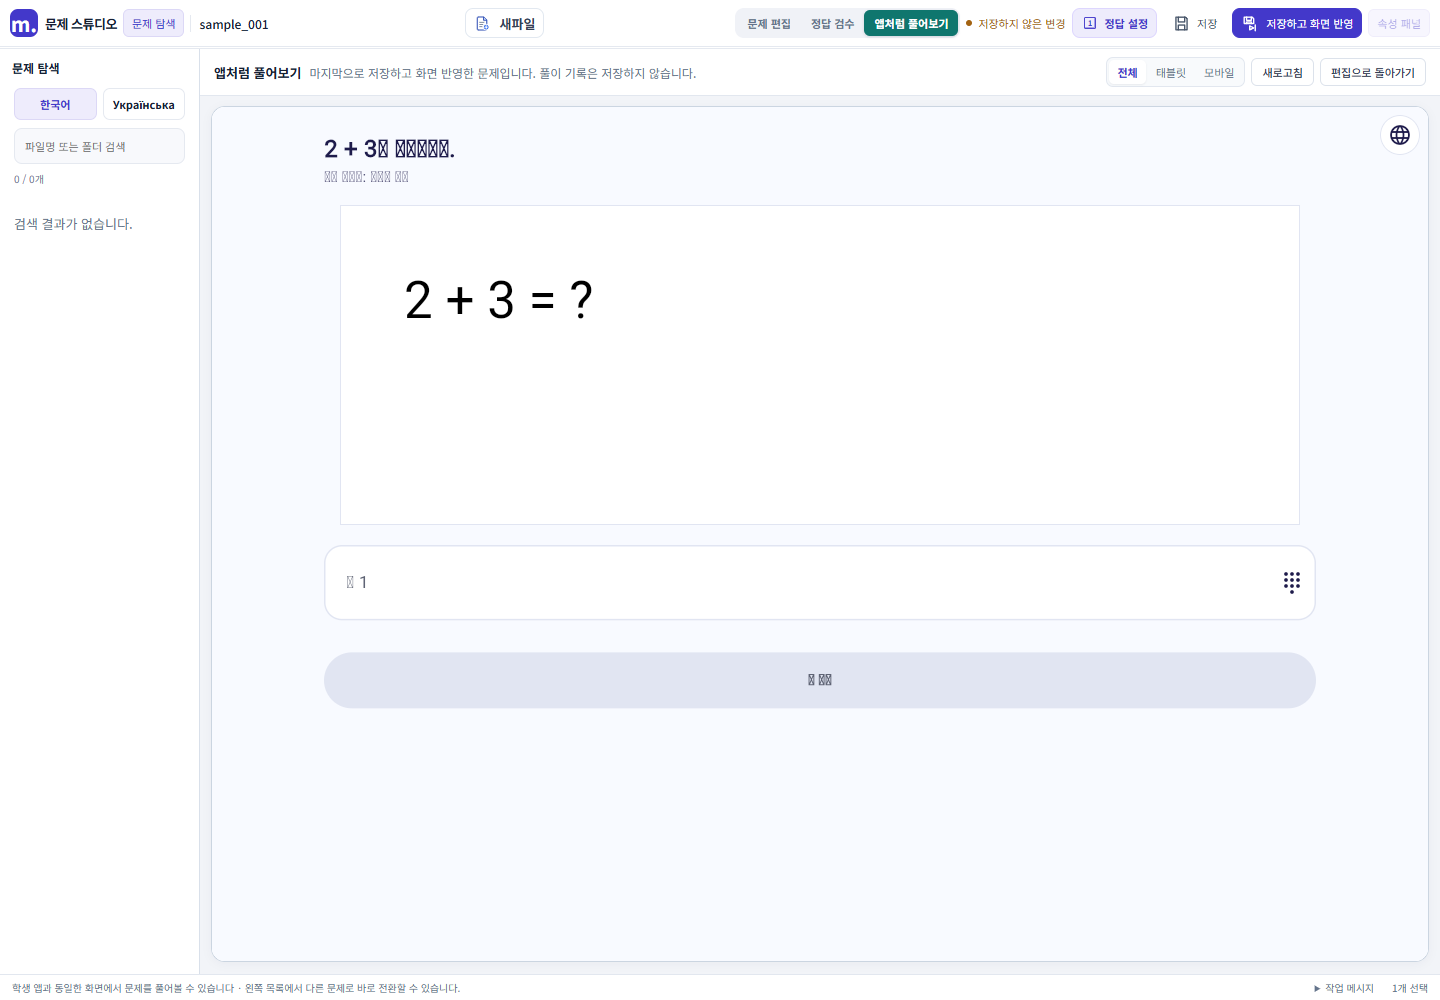 m. 문제 스튜디오 문제 탐색 sample_001 새파일 문제 편집 정답 검수 앱처럼 풀어보기 저장하지 않은 변경 1 정답 설정 저장 저장하고 화면 반영 속성 패널
문제 탐색
한국어 Українська
파일명 또는 폴더 검색
0 / 0개
검색 결과가 없습니다.
앱처럼 풀어보기 마지막으로 저장하고 화면 반영한 문제입니다. 풀이 기록은 저장하지 않습니다. 전체 태블릿 모바일 새로고침 편집으로 돌아가기
2 + 3
2 + 3 = ?
1
학생 앱과 동일한 화면에서 문제를 풀어볼 수 있습니다 · 왼쪽 목록에서 다른 문제로 바로 전환할 수 있습니다.
▶ 작업 메시지 1개 선택